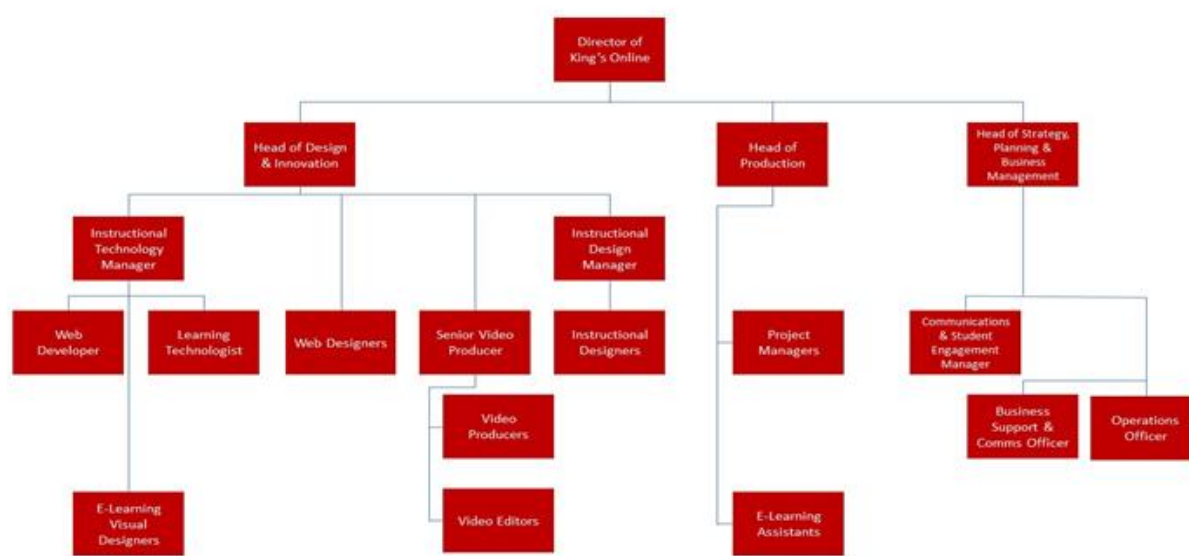 Director of
King's Online
Head of Design
& Innovation
Head of
Production
Head of Strategy,
Planning &
Business
Management
Instructional
Technology
Manager
Instructional
Design
Manager
Web
Developer
Learning
Technologist
Web Designers
Senior Video
Producer
Instructional
Designers
Project
Managers
Communications
& Student
Engagement
Manager
Video
Producers
Business
Support &
Comms Officer
Operations
Officer
E-Learning
Visual
Designers
Video Editors
E-Learning
Assistants